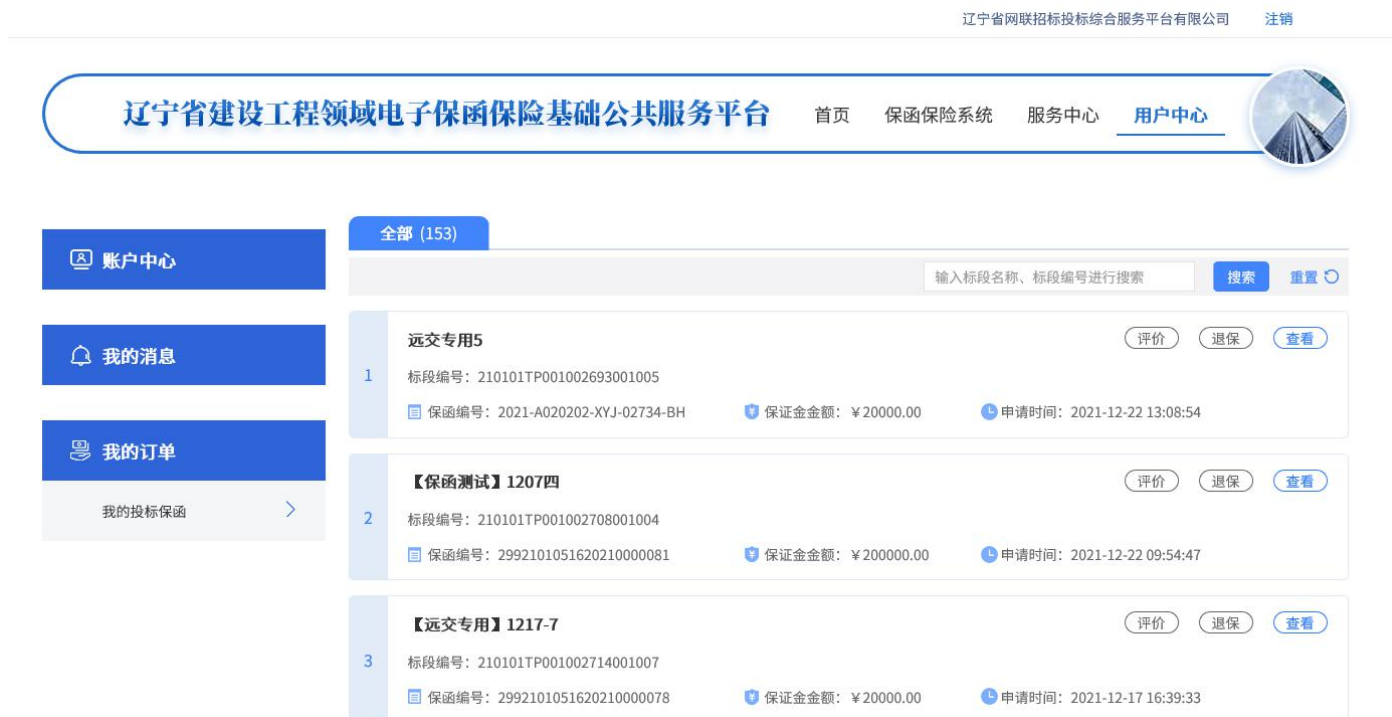 辽宁省网联招标投标综合服务平台有限公司 注销
辽宁省建设工程领域电子保函保险基础公共服务平台 首页 保函保险系统 服务中心 用户中心
账户中心
我的消息
我的订单
我的投标保函
全部 (153)
输入标段名称、标段编号进行搜索 搜索 重置
1
远交专用5 评价 退保 查看
标段编号：210101TP001002693001005
保函编号：2021-A020202-XYJ-02734-BH 保证金金额：￥20000.00 申请时间：2021-12-22 13:08:54
2
【保函测试】1207四 评价 退保 查看
标段编号：210101TP001002708001004
保函编号：2992101051620210000081 保证金金额：￥200000.00 申请时间：2021-12-22 09:54:47
3
【远交专用】1217-7 评价 退保 查看
标段编号：210101TP001002714001007
保函编号：2992101051620210000078 保证金金额：￥20000.00 申请时间：2021-12-17 16:39:33